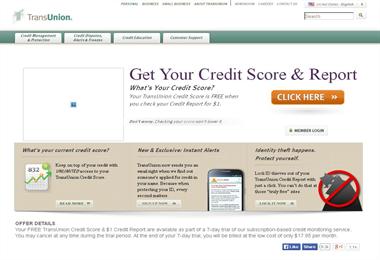 PERSONAL BUSINESS SMALL BUSINESS ABOUT TRANSUNION NEWSROOM CAREERS United States - English
TransUnion.
Search
Credit Management & Protection
Credit Disputes, Alerts & Freezes
Credit Education
Customer Support
Get Your Credit Score & Report
What's Your Credit Score?
Your TransUnion Credit Score is FREE when
you check your Credit Report for $1.
CLICK HERE
Don't worry. Checking your score won't lower it.
MEMBER LOGIN
What's your current credit score?
832
Keep on top of your credit with
UNLIMITED access to your
TransUnion Credit Score.
READ MORE
New & Exclusive: Instant Alerts
TransUnion now sends you an
email right when we find out
someone's applied for credit in
your name. Because when
protecting your ID, every
second matters.
SEE HOW
Identity theft happens.
Protect yourself.
Lock ID thieves out of your
TransUnion Credit Report with
just a click. You can't do that at
those "truly free" sites
FIND OUT HOW
OFFER DETAILS
Like Share
Your FREE TransUnion Credit Score & $1 Credit Report are available as part of a 7-day trial of our subscription-based credit monitoring service.
You may cancel at any time during the trial period. At the end of your 7-day trial, you will be billed at the low cost of only $17.95 per month.